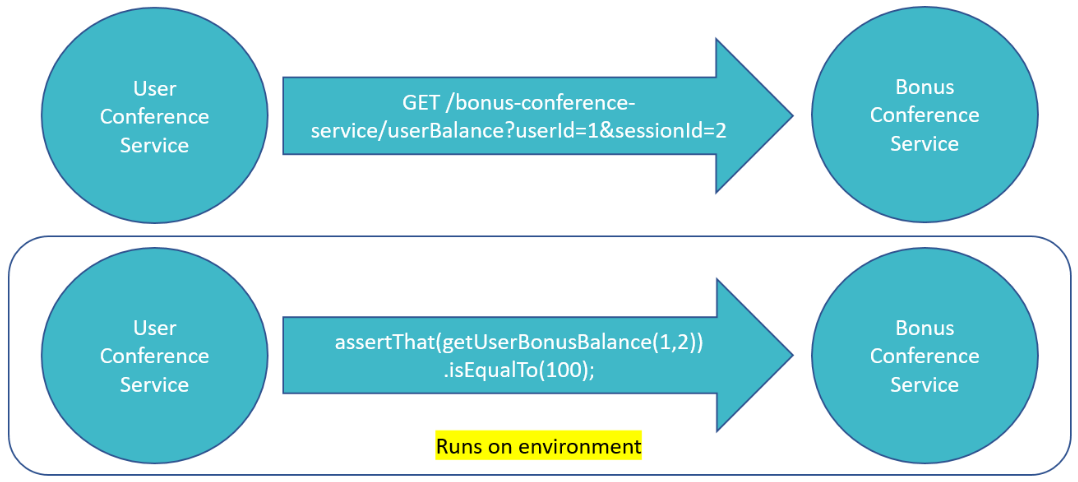 User
Conference
Service
GET /bonus-conference-
service/userBalance?userId=1&sessionId=2
Bonus
Conference
Service
User
Conference
Service
assertThat(getUserBonusBalance(1,2))
.isEqualTo(100);
Bonus
Conference
Service
Runs on environment